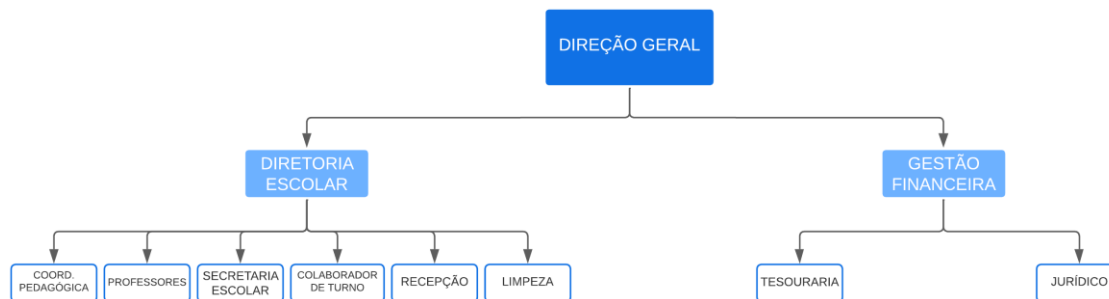 DIREÇÃO GERAL
DIRETORIA
ESCOLAR
GESTÃO
FINANCEIRA
COORD.
PEDAGÓGICA
PROFESSORES
SECRETARIA
ESCOLAR
COLABORADOR
DE TURNO
RECEPÇÃO
LIMPEZA
TESOURARIA
JURÍDICO